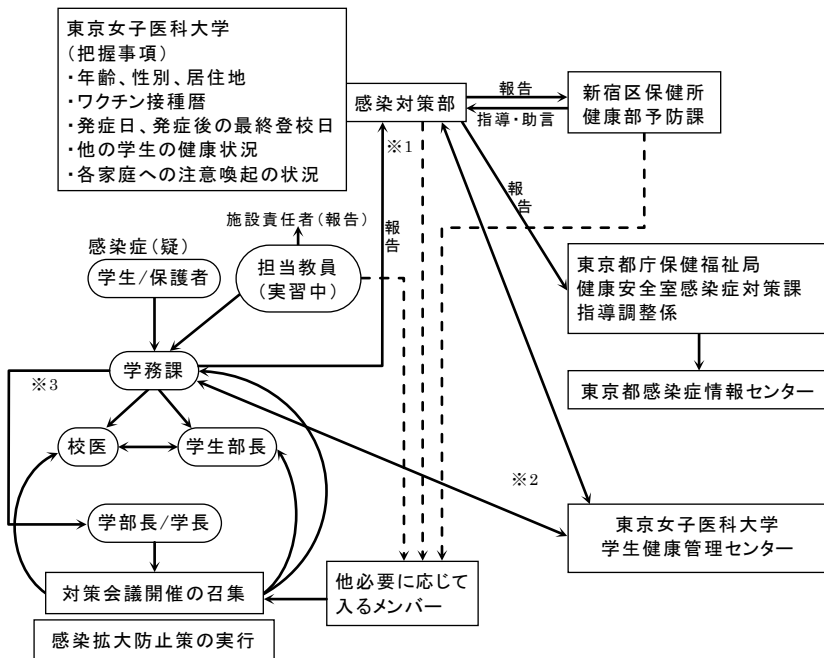 東京女子医科大学
(把握事項)
・年齢、性別、居住地
・ワクチン接種暦
・発症日、発症後の最終登校日
・他の学生の健康状況
・各家庭への注意喚起の状況
感染対策部
報告
指導・助言
新宿区保健所
健康部予防課
※1
報告
報告
施設責任者(報告)
感染症(疑)
学生/保護者
担当教員
(実習中)
東京都庁保健福祉局
健康安全室感染症対策課
指導調整係
学務課
※3
東京都感染症情報センター
校医
学生部長
※2
学部長/学長
東京女子医科大学
学生健康管理センター
対策会議開催の召集
他必要に応じて
入るメンバー
感染拡大防止策の実行